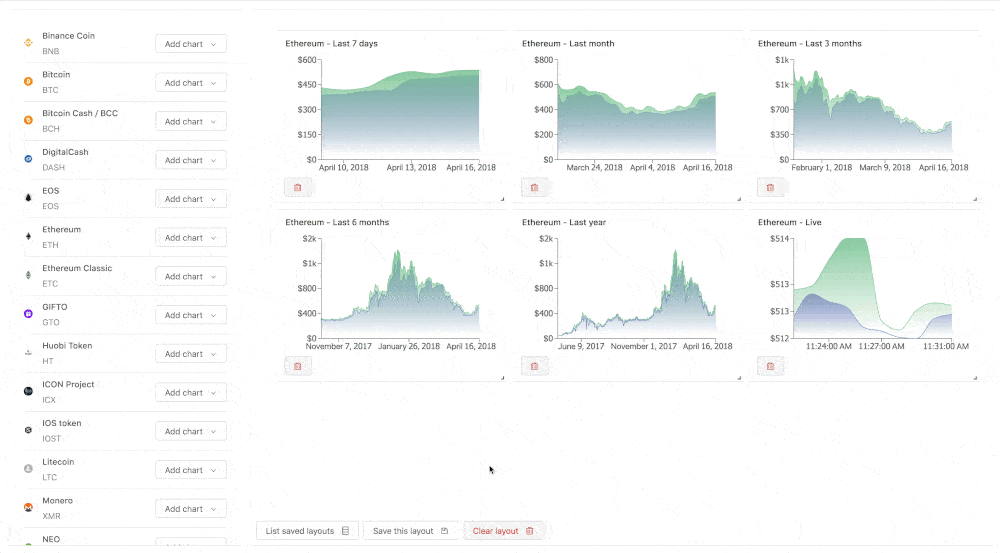 Binance Coin
BNB
Add chart
Bitcoin
BTC
Add chart
Bitcoin Cash / BCC
BCH
Add chart
DigitalCash
DASH
Add chart
EOS
EOS
Add chart
Ethereum
ETH
Add chart
Ethereum Classic
ETC
Add chart
GIFTO
GTO
Add chart
Huobi Token
HT
Add chart
ICON Project
ICX
Add chart
IOS token
IOST
Add chart
Litecoin
LTC
Add chart
Monero
XMR
Add chart
NEO
Ethereum - Last 7 days
$600
$450
$300
$150
$0
April 10, 2018 April 13, 2018 April 16, 2018
Ethereum - Last month
$800
$600
$400
$200
$0
March 24, 2018 April 4, 2018 April 16, 2018
Ethereum - Last 3 months
$1k
$1k
$700
$350
$0
February 1, 2018 March 9, 2018 April 16, 2018
Ethereum - Last 6 months
$2k
$1k
$800
$400
$0
November 7, 2017 January 26, 2018 April 16, 2018
Ethereum - Last year
$2k
$1k
$800
$400
$0
June 9, 2017 November 1, 2017 April 16, 2018
Ethereum - Live
$514
$513
$513
$512
11:24:00 AM 11:27:00 AM 11:31:00 AM
List saved layouts
Save this layout
Clear layout